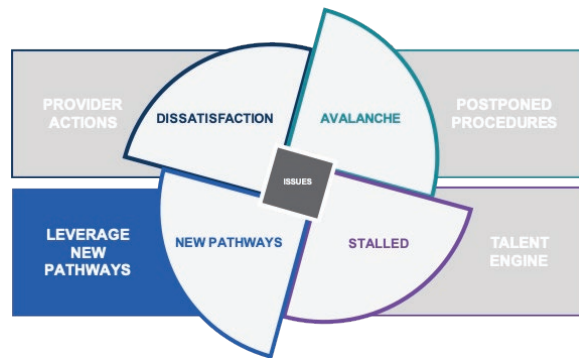 PROVIDER
ACTIONS
DISSATISFACTION
AVALANCHE
POSTPONED
PROCEDURES
ISSUES
LEVERAGE
NEW
PATHWAYS
NEW PATHWAYS
STALLED
TALENT
ENGINE